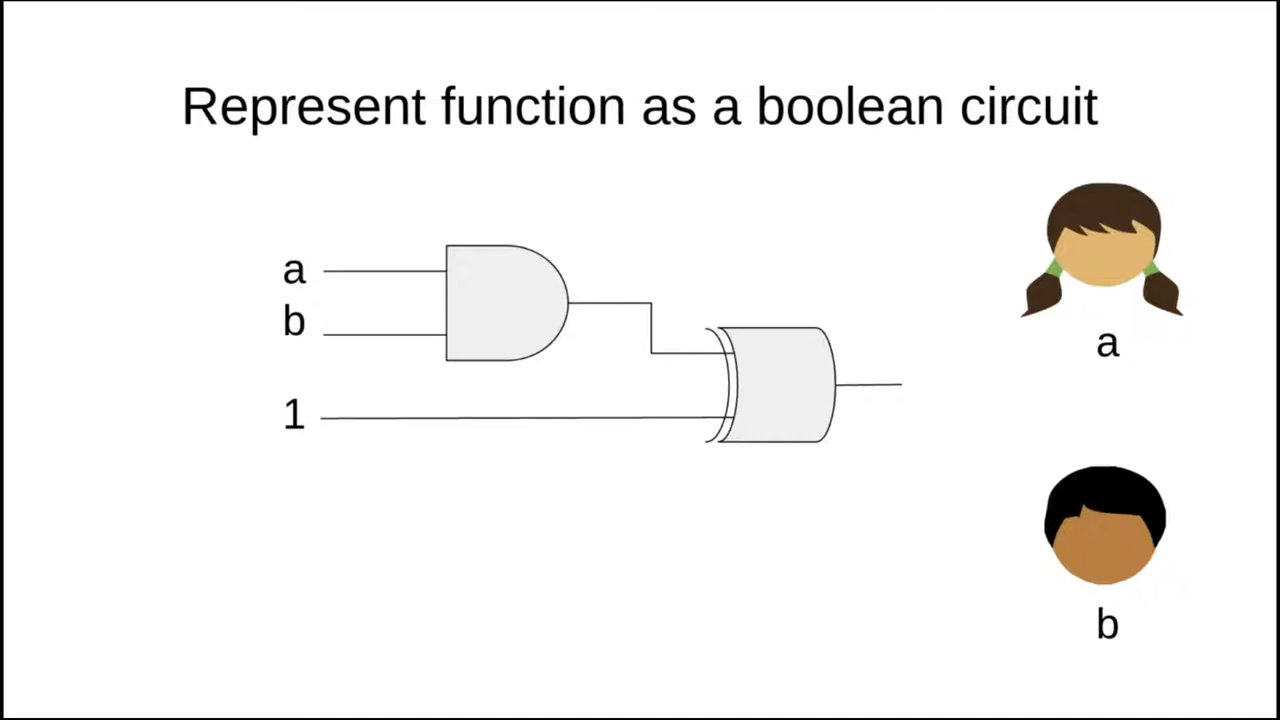 Represent function as a boolean circuit
a
b
1
a
b